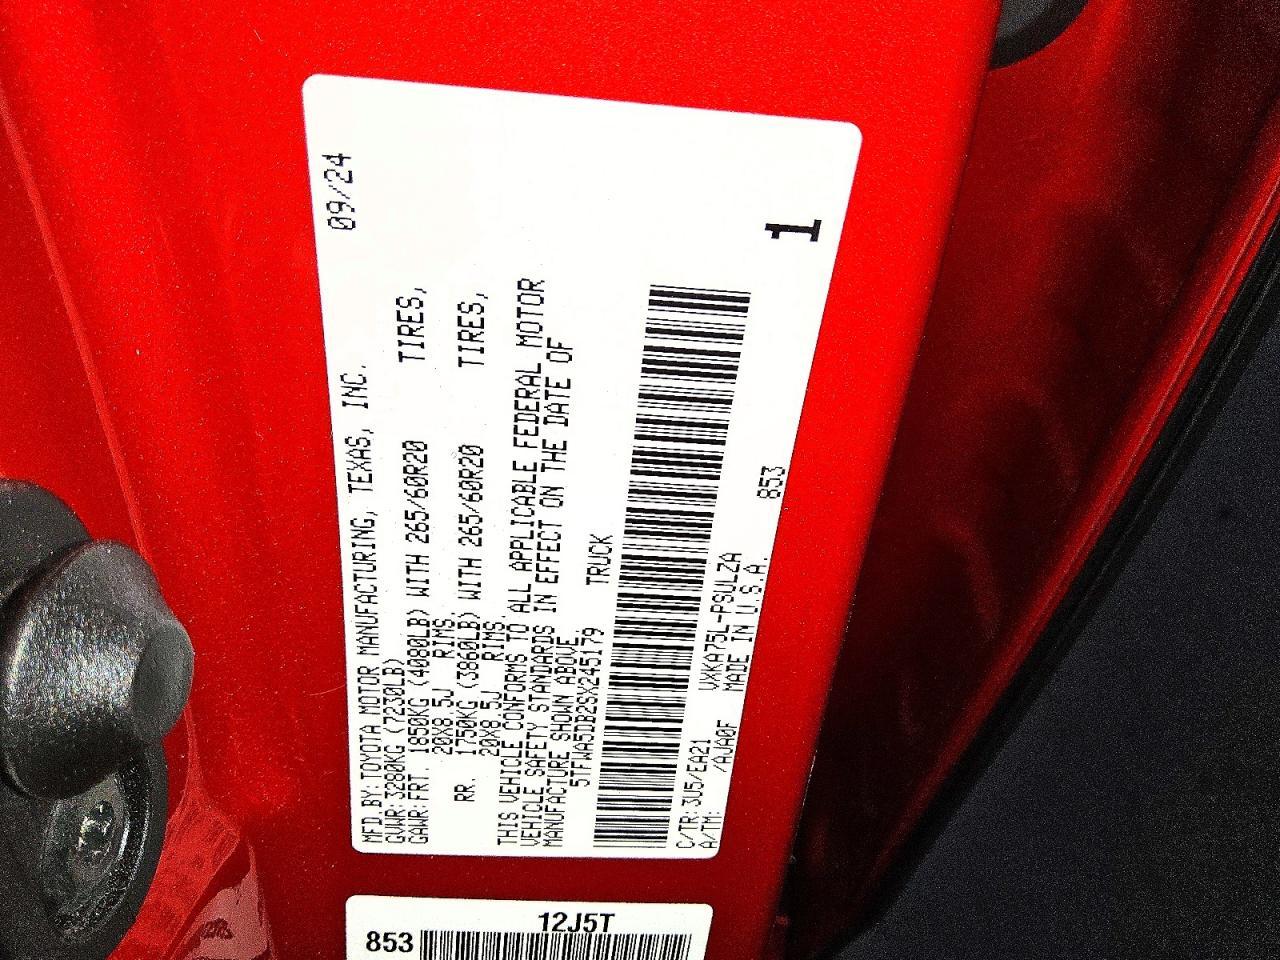 09/24
MFD.BY:TOYOTA MOTOR MANUFACTURING, TEXAS, INC.
GVWR:3280KG (7230LB)
GAWR:FRT. 1850KG (4080LB) WITH 265/60R20 TIRES,
20X8.5J RIMS.
RR. 1750KG (3860LB) WITH 265/60R20 TIRES,
20X8.5J RIMS.
THIS VEHICLE CONFORMS TO ALL APPLICABLE FEDERAL MOTOR
VEHICLE SAFETY STANDARDS IN EFFECT ON THE DATE OF
MANUFACTURE SHOWN ABOVE.
5TFWA5DB2SX245179 TRUCK
1
853
C/TR:3U5/EA21 VXKA75L-PSULZA
A/TM: /AJA0F MADE IN U.S.A.
12J5T
853